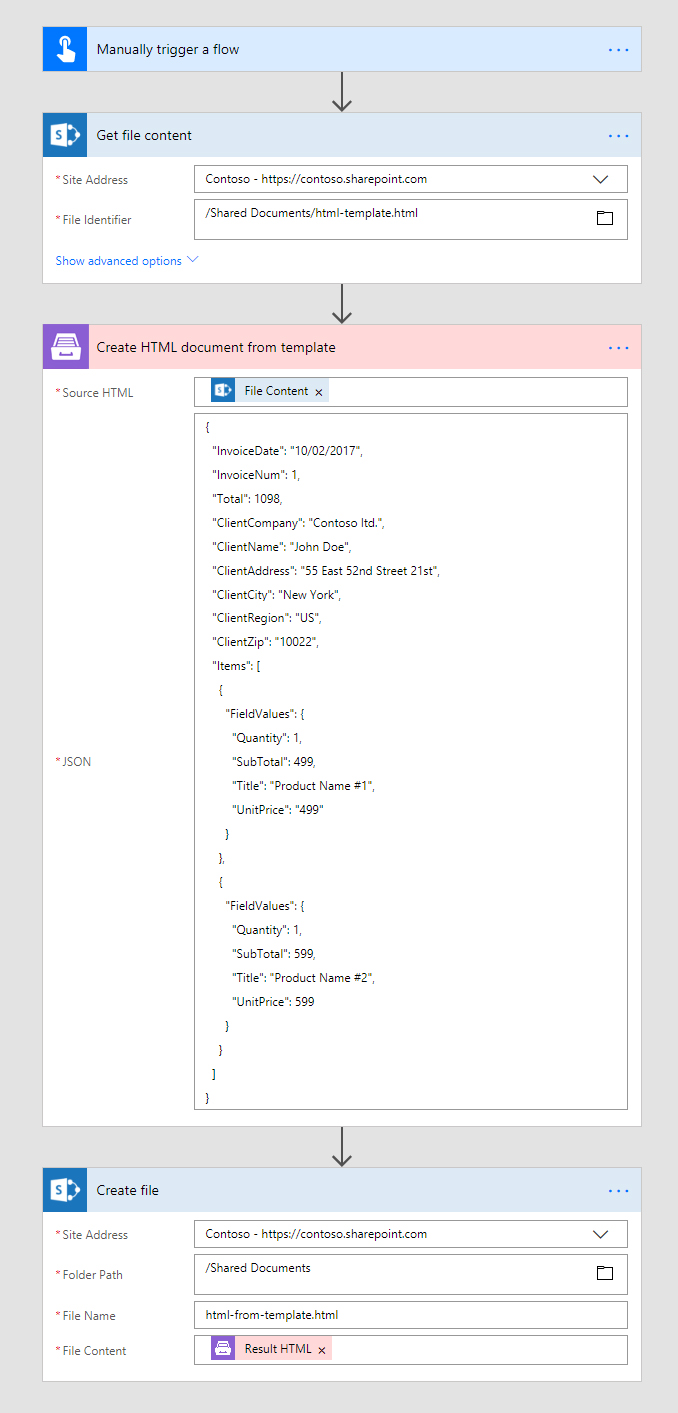 Manually trigger a flow
Get file content
*Site Address
Contoso - https://contoso.sharepoint.com
*File Identifier
/Shared Documents/html-template.html
Show advanced options
Create HTML document from template
*Source HTML
File Content ×
*JSON
{
"InvoiceDate": "10/02/2017",
"InvoiceNum": 1,
"Total": 1098,
"ClientCompany": "Contoso ltd.",
"ClientName": "John Doe",
"ClientAddress": "55 East 52nd Street 21st",
"ClientCity": "New York",
"ClientRegion": "US",
"ClientZip": "10022",
"Items": [
{
"FieldValues": {
"Quantity": 1,
"SubTotal": 499,
"Title": "Product Name #1",
"UnitPrice": "499"
}
},
{
"FieldValues": {
"Quantity": 1,
"SubTotal": 599,
"Title": "Product Name #2",
"UnitPrice": 599
}
}
]
}
Create file
*Site Address
Contoso - https://contoso.sharepoint.com
*Folder Path
/Shared Documents
*File Name
html-from-template.html
*File Content
Result HTML ×